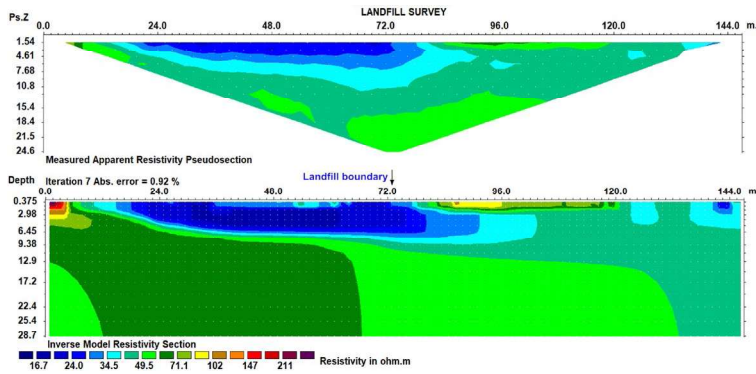 LANDFILL SURVEY
Ps.Z 0.0 24.0 48.0 72.0 96.0 120.0 144.0 m.
1.54
4.61
7.68
10.8
15.4
18.4
21.5
24.6
Measured Apparent Resistivity Pseudosection
Landfill boundary
Depth Iteration 7 Abs. error = 0.92 %
0.0 24.0 40.0 72.0 96.0 120.0 144.0 m.
0.375
2.98
6.45
9.38
12.9
17.2
22.4
25.4
28.7
Inverse Model Resistivity Section
Resistivity in ohm.m
16.7 24.0 34.5 49.5 71.1 102 147 211